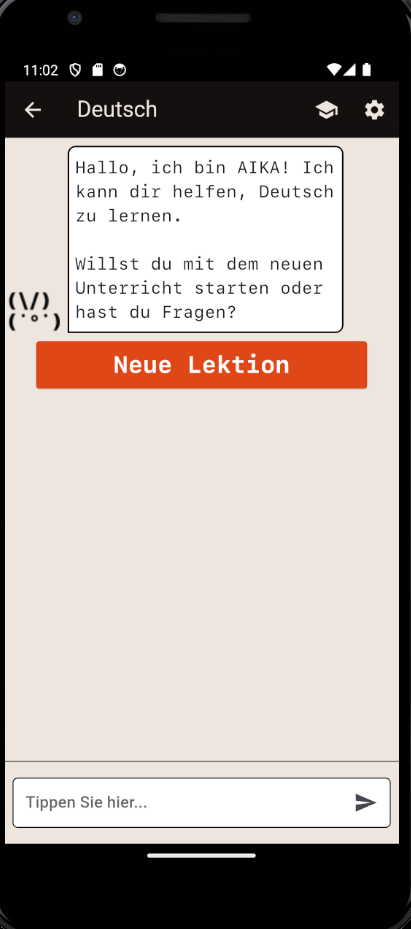 11:02
Deutsch
Hallo, ich bin AIKA! Ich
kann dir helfen, Deutsch
zu lernen.
Willst du mit dem neuen
Unterricht starten oder
hast du Fragen?
(\/)
(·°·)
Neue Lektion
Tippen Sie hier...